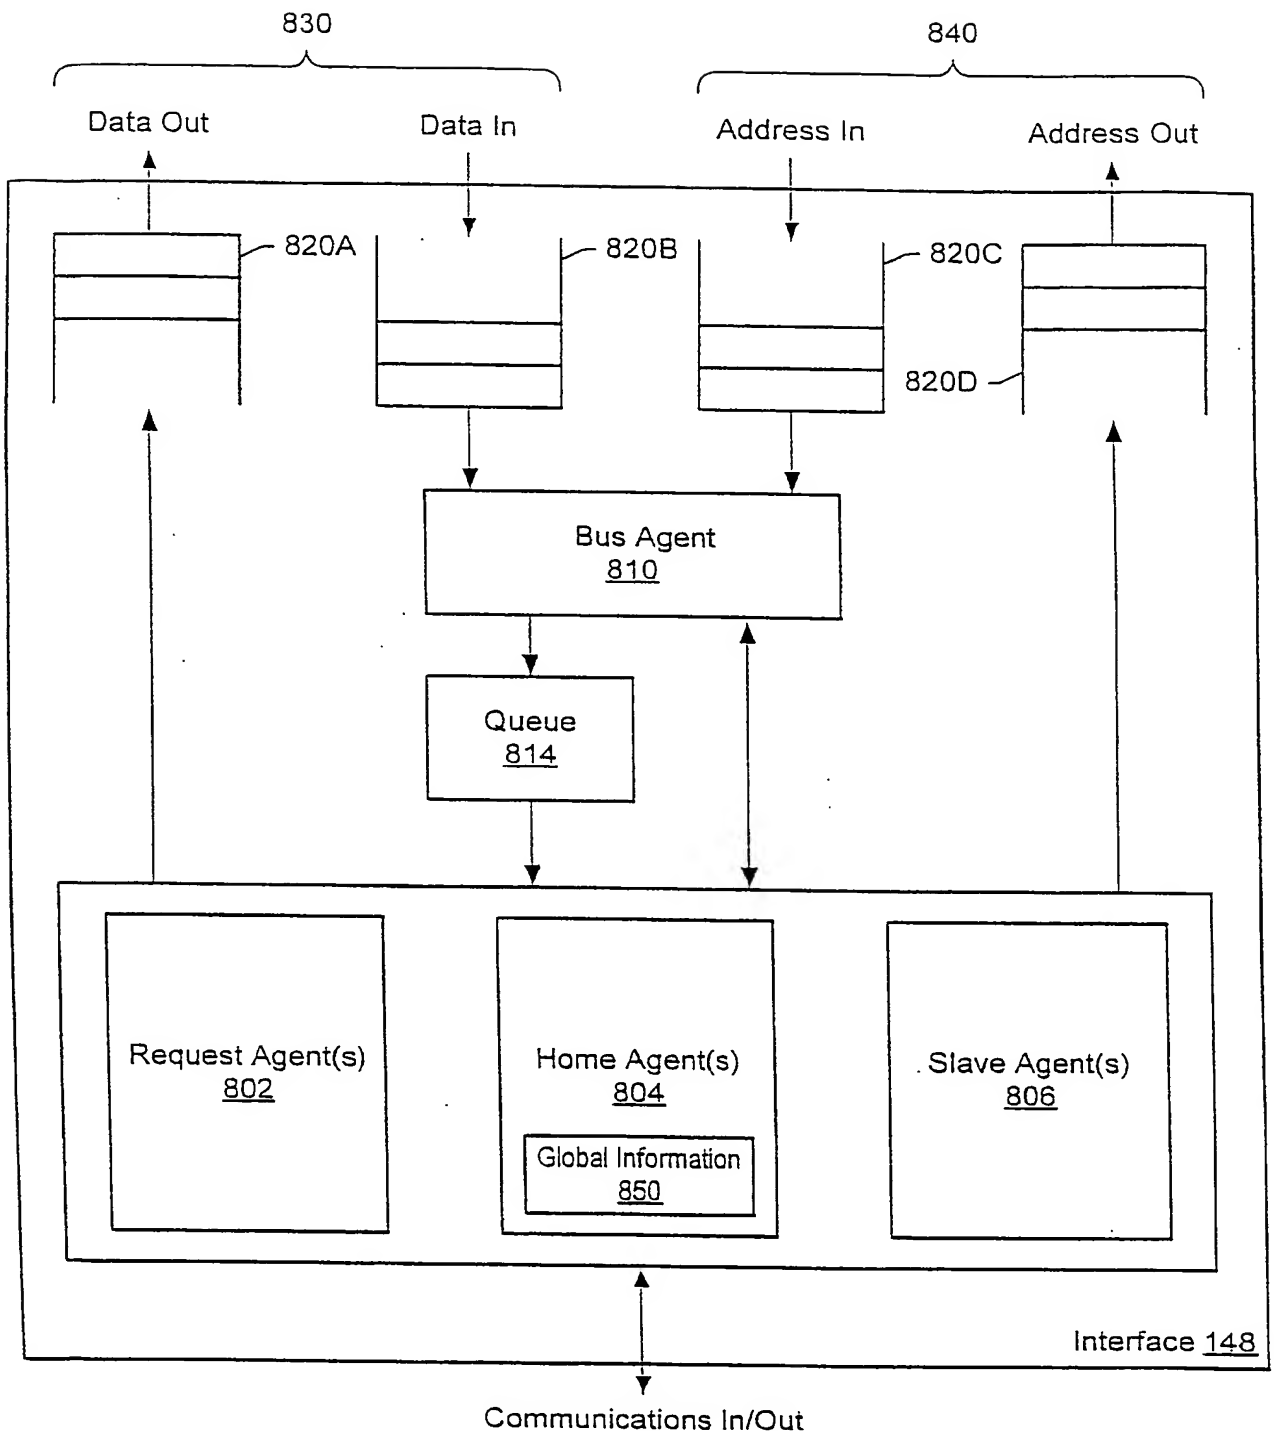 830
840
Data Out
Data In
Address In
Address Out
820A
820B
820C
820D
Bus Agent
810
Queue
814
Request Agent(s)
802
Home Agent(s)
804
Slave Agent(s)
806
Global Information
850
Interface 148
Communications In/Out